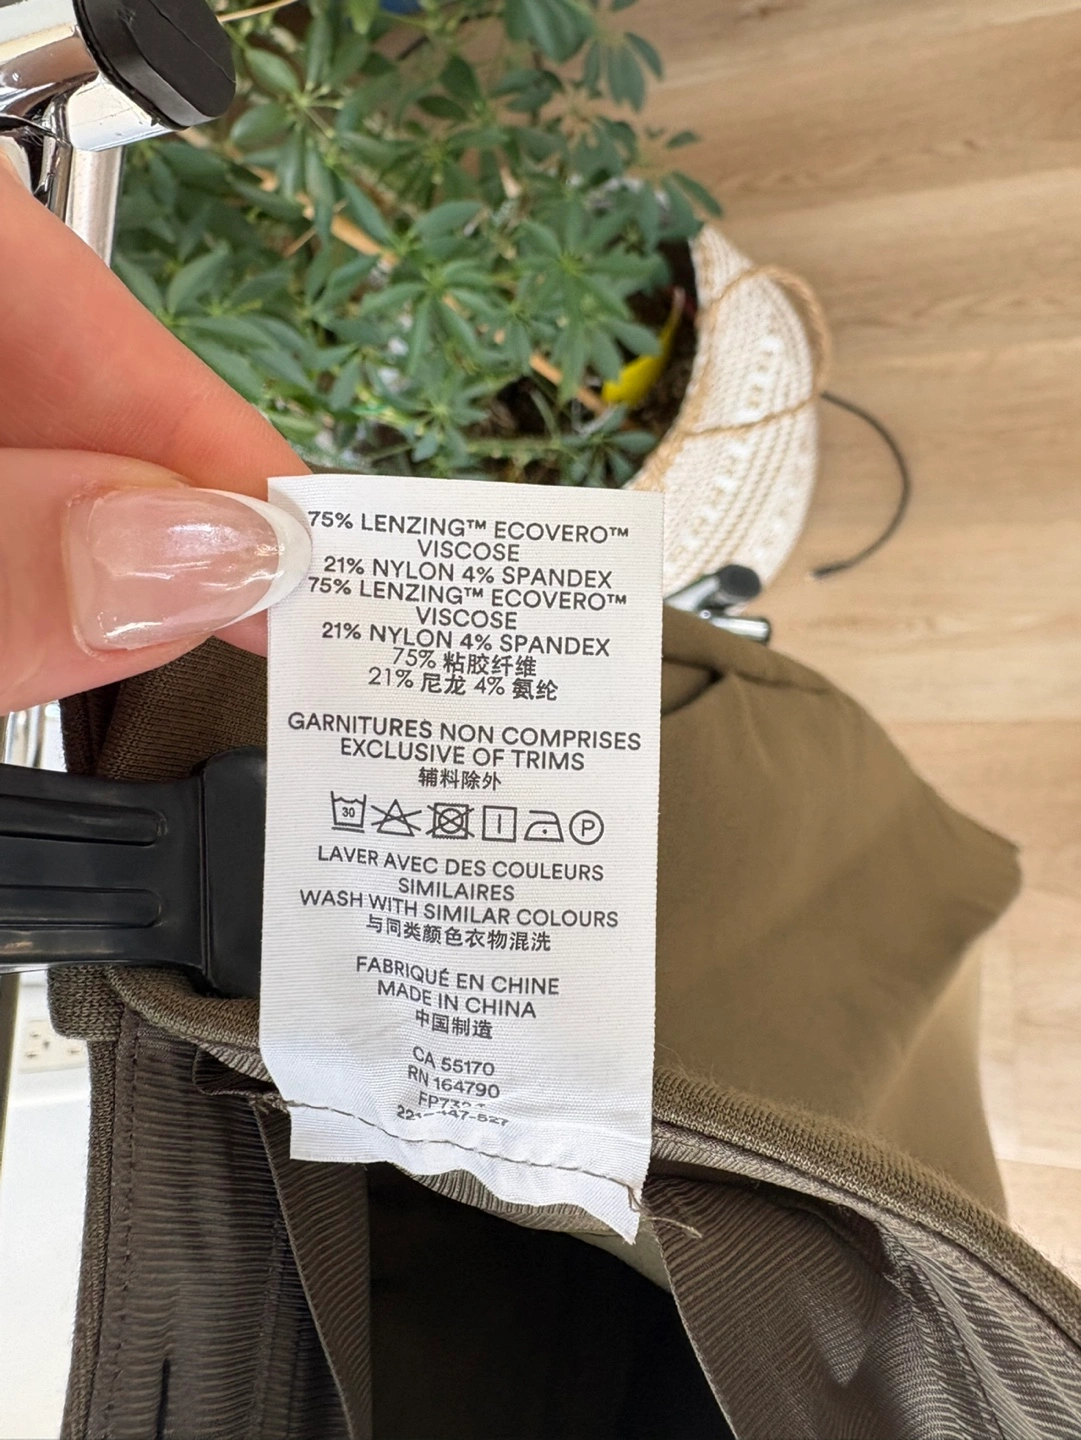 75% LENZING™ ECOVERO™
VISCOSE
21% NYLON 4% SPANDEX
75% LENZING™ ECOVERO™
VISCOSE
21% NYLON 4% SPANDEX
75% 粘胶纤维
21% 尼龙 4% 氨纶
GARNITURES NON COMPRISES
EXCLUSIVE OF TRIMS
辅料除外
30 P
LAVER AVEC DES COULEURS
SIMILAIRES
WASH WITH SIMILAR COLOURS
与同类颜色衣物混洗
FABRIQUÉ EN CHINE
MADE IN CHINA
中国制造
CA 55170
RN 164790